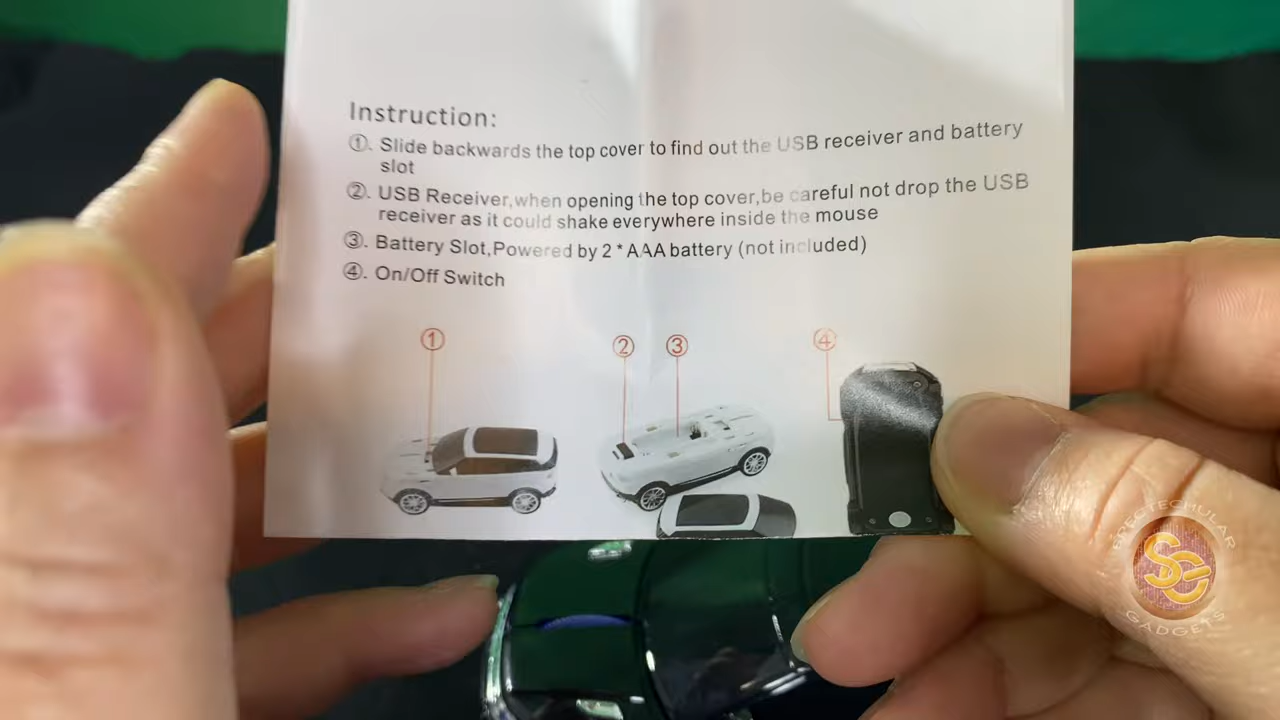 Instruction:
①. Slide backwards the top cover to find out the USB receiver and battery
slot
②. USB Receiver,when opening the top cover,be careful not drop the USB
receiver as it could shake everywhere inside the mouse
③. Battery Slot,Powered by 2 * AAA battery (not included)
④. On/Off Switch
① ② ③ ④
SPECTECHULAR
SG
GADGETS